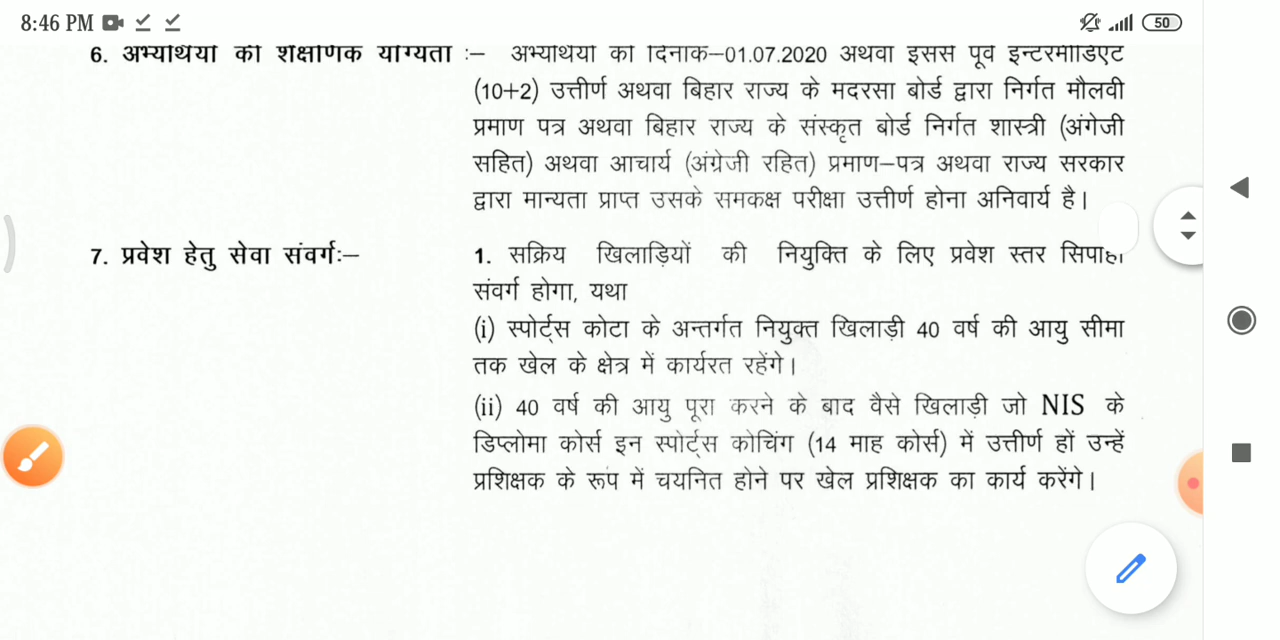 8:46 PM
50
6. अभ्यर्थियों की शैक्षणिक योग्यता :- अभ्यर्थियों को दिनांक-01.07.2020 अथवा इससे पूर्व इन्टरमीडिएट
(10+2) उत्तीर्ण अथवा बिहार राज्य के मदरसा बोर्ड द्वारा निर्गत मौलवी
प्रमाण पत्र अथवा बिहार राज्य के संस्कृत बोर्ड निर्गत शास्त्री (अंगेजी
सहित) अथवा आचार्य (अंग्रेजी रहित) प्रमाण-पत्र अथवा राज्य सरकार
द्वारा मान्यता प्राप्त उसके समकक्ष परीक्षा उत्तीर्ण होना अनिवार्य है।
7. प्रवेश हेतु सेवा संवर्गः- 1. सक्रिय खिलाड़ियों की नियुक्ति के लिए प्रवेश स्तर सिपाही
संवर्ग होगा, यथा
(i) स्पोर्ट्स कोटा के अन्तर्गत नियुक्त खिलाड़ी 40 वर्ष की आयु सीमा
तक खेल के क्षेत्र में कार्यरत रहेंगे।
(ii) 40 वर्ष की आयु पूरा करने के बाद वैसे खिलाड़ी जो NIS के
डिप्लोमा कोर्स इन स्पोर्ट्स कोचिंग (14 माह कोर्स) में उत्तीर्ण हों उन्हें
प्रशिक्षक के रूप में चयनित होने पर खेल प्रशिक्षक का कार्य करेंगे।